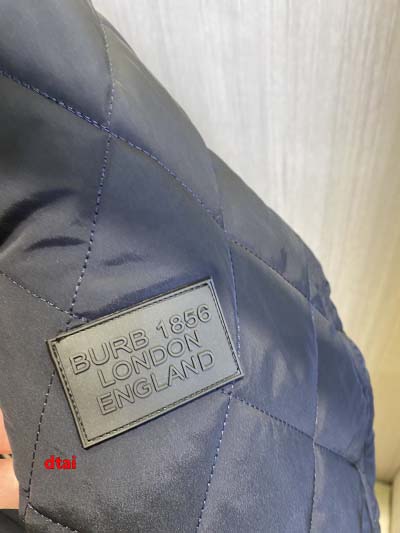 BURB 1856
LONDON
ENGLAND
dtai